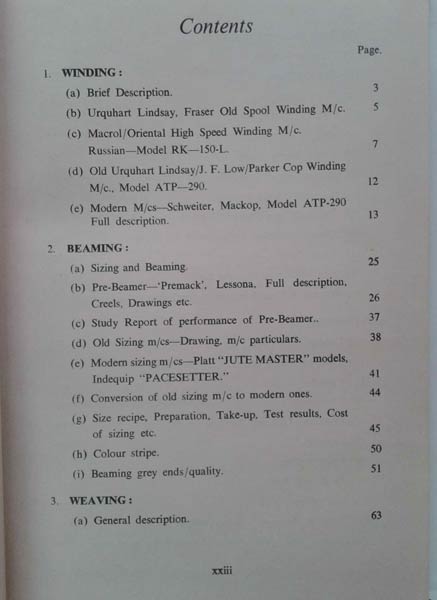 Contents
Page.
1. WINDING :
(a) Brief Description. 3
(b) Urquhart Lindsay, Fraser Old Spool Winding M/c. 5
(c) Macrol/Oriental High Speed Winding M/c.
Russian—Model RK—150-L. 7
(d) Old Urquhart Lindsay/J. F. Low/Parker Cop Winding
M/c., Model ATP—290. 12
(e) Modern M/cs—Schweiter, Mackop, Model ATP-290
Full description. 13
2. BEAMING :
(a) Sizing and Beaming. 25
(b) Pre-Beamer—'Premack', Lessona, Full description,
Creels, Drawings etc. 26
(c) Study Report of performance of Pre-Beamer.. 37
(d) Old Sizing m/cs—Drawing, m/c particulars. 38
(e) Modern sizing m/cs—Platt "JUTE MASTER" models,
Indequip "PACESETTER." 41
(f) Conversion of old sizing m/c to modern ones. 44
(g) Size recipe, Preparation, Take-up, Test results, Cost
of sizing etc. 45
(h) Colour stripe. 50
(i) Beaming grey ends/quality. 51
3. WEAVING :
(a) General description. 63
xxiii